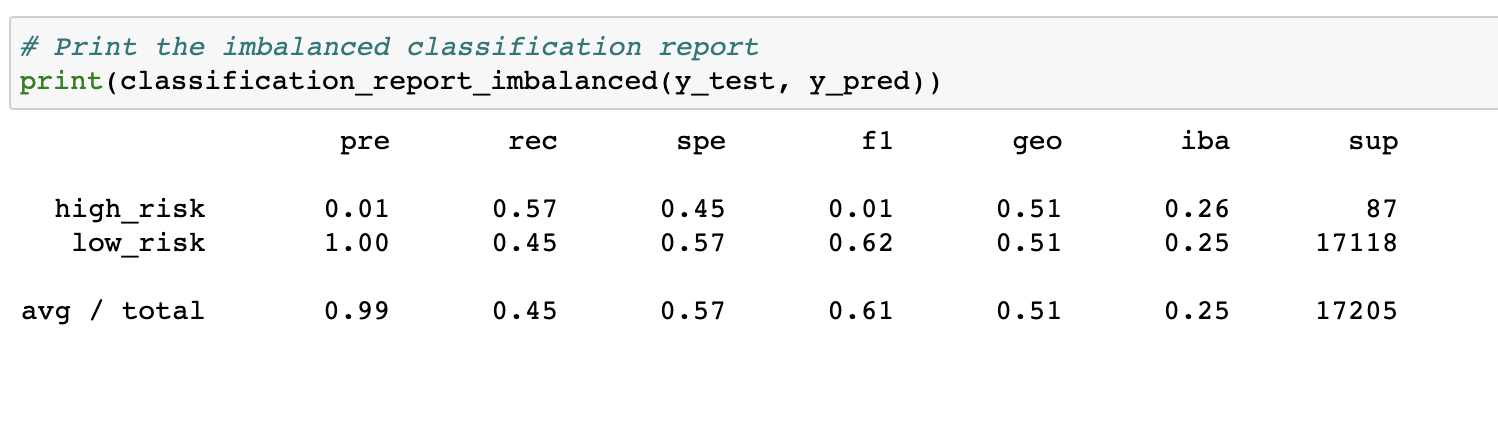 # Print the imbalanced classification report
print(classification_report_imbalanced(y_test, y_pred))
pre rec spe f1 geo iba sup
high_risk 0.01 0.57 0.45 0.01 0.51 0.26 87
low_risk 1.00 0.45 0.57 0.62 0.51 0.25 17118
avg / total 0.99 0.45 0.57 0.61 0.51 0.25 17205